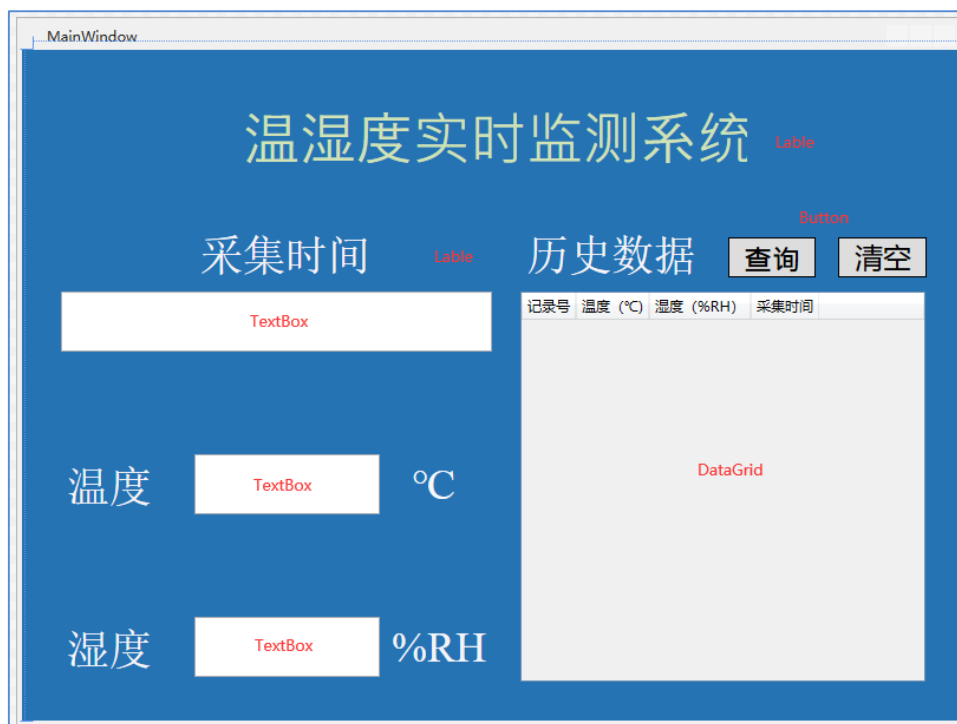 MainWindow
温湿度实时监测系统 Lable
Button
采集时间 Lable 历史数据 查询 清空
TextBox
记录号 温度（℃） 湿度（%RH） 采集时间
DataGrid
温度 TextBox ℃
湿度 TextBox %RH